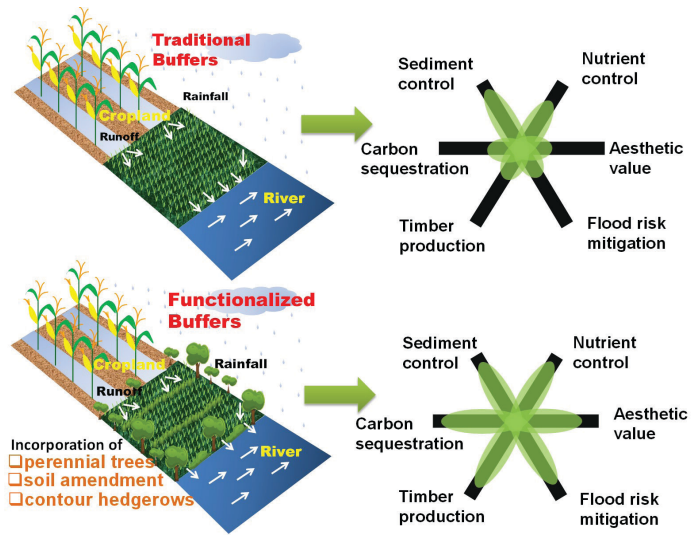 Traditional
Buffers
Rainfall
Cropland
Runoff
River
Sediment
control
Nutrient
control
Carbon
sequestration
Aesthetic
value
Timber
production
Flood risk
mitigation
Functionalized
Buffers
Rainfall
Cropland
Runoff
River
Incorporation of
❑perennial trees
❑soil amendment
❑contour hedgerows
Sediment
control
Nutrient
control
Carbon
sequestration
Aesthetic
value
Timber
production
Flood risk
mitigation